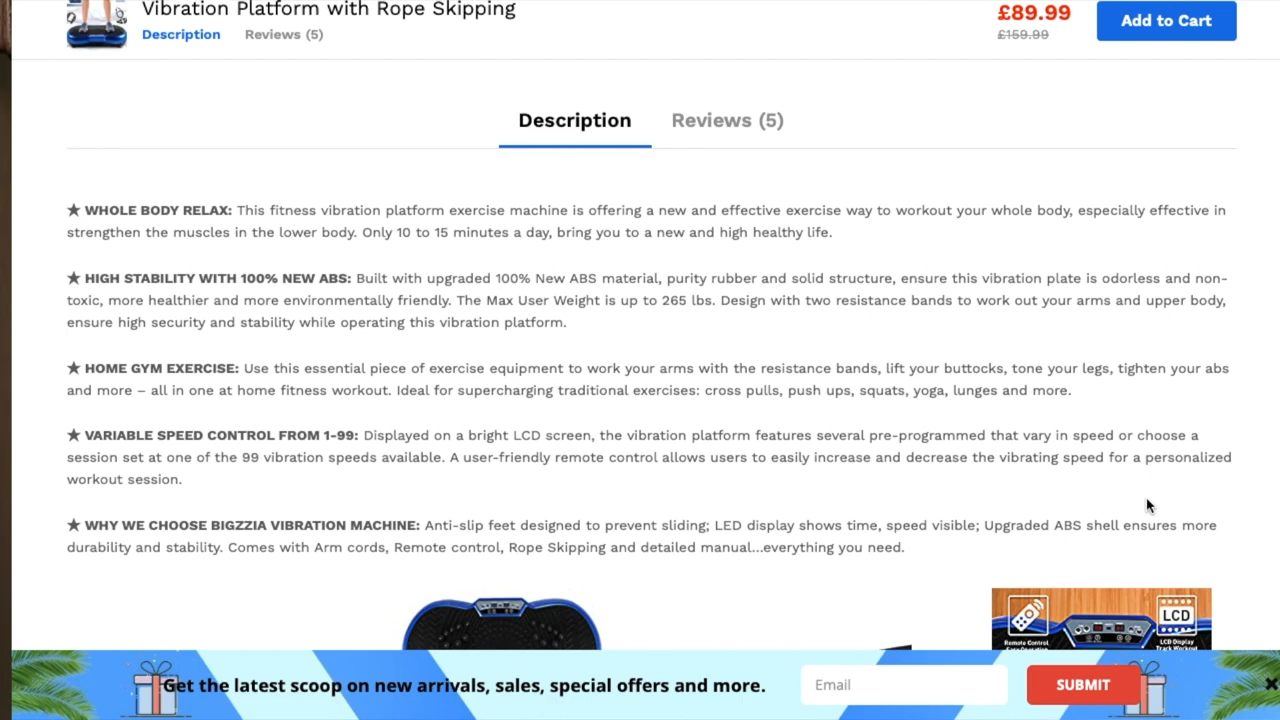 Vibration Platform with Rope Skipping
Description Reviews (5)
£89.99
£159.99
Add to Cart
Description Reviews (5)
★ WHOLE BODY RELAX: This fitness vibration platform exercise machine is offering a new and effective exercise way to workout your whole body, especially effective in
strengthen the muscles in the lower body. Only 10 to 15 minutes a day, bring you to a new and high healthy life.
★ HIGH STABILITY WITH 100% NEW ABS: Built with upgraded 100% New ABS material, purity rubber and solid structure, ensure this vibration plate is odorless and non-
toxic, more healthier and more environmentally friendly. The Max User Weight is up to 265 lbs. Design with two resistance bands to work out your arms and upper body,
ensure high security and stability while operating this vibration platform.
★ HOME GYM EXERCISE: Use this essential piece of exercise equipment to work your arms with the resistance bands, lift your buttocks, tone your legs, tighten your abs
and more – all in one at home fitness workout. Ideal for supercharging traditional exercises: cross pulls, push ups, squats, yoga, lunges and more.
★ VARIABLE SPEED CONTROL FROM 1-99: Displayed on a bright LCD screen, the vibration platform features several pre-programmed that vary in speed or choose a
session set at one of the 99 vibration speeds available. A user-friendly remote control allows users to easily increase and decrease the vibrating speed for a personalized
workout session.
★ WHY WE CHOOSE BIGZZIA VIBRATION MACHINE: Anti-slip feet designed to prevent sliding; LED display shows time, speed visible; Upgraded ABS shell ensures more
durability and stability. Comes with Arm cords, Remote control, Rope Skipping and detailed manual...everything you need.
LCD
Remote Control
LCD Display
Get the latest scoop on new arrivals, sales, special offers and more.
Email
SUBMIT